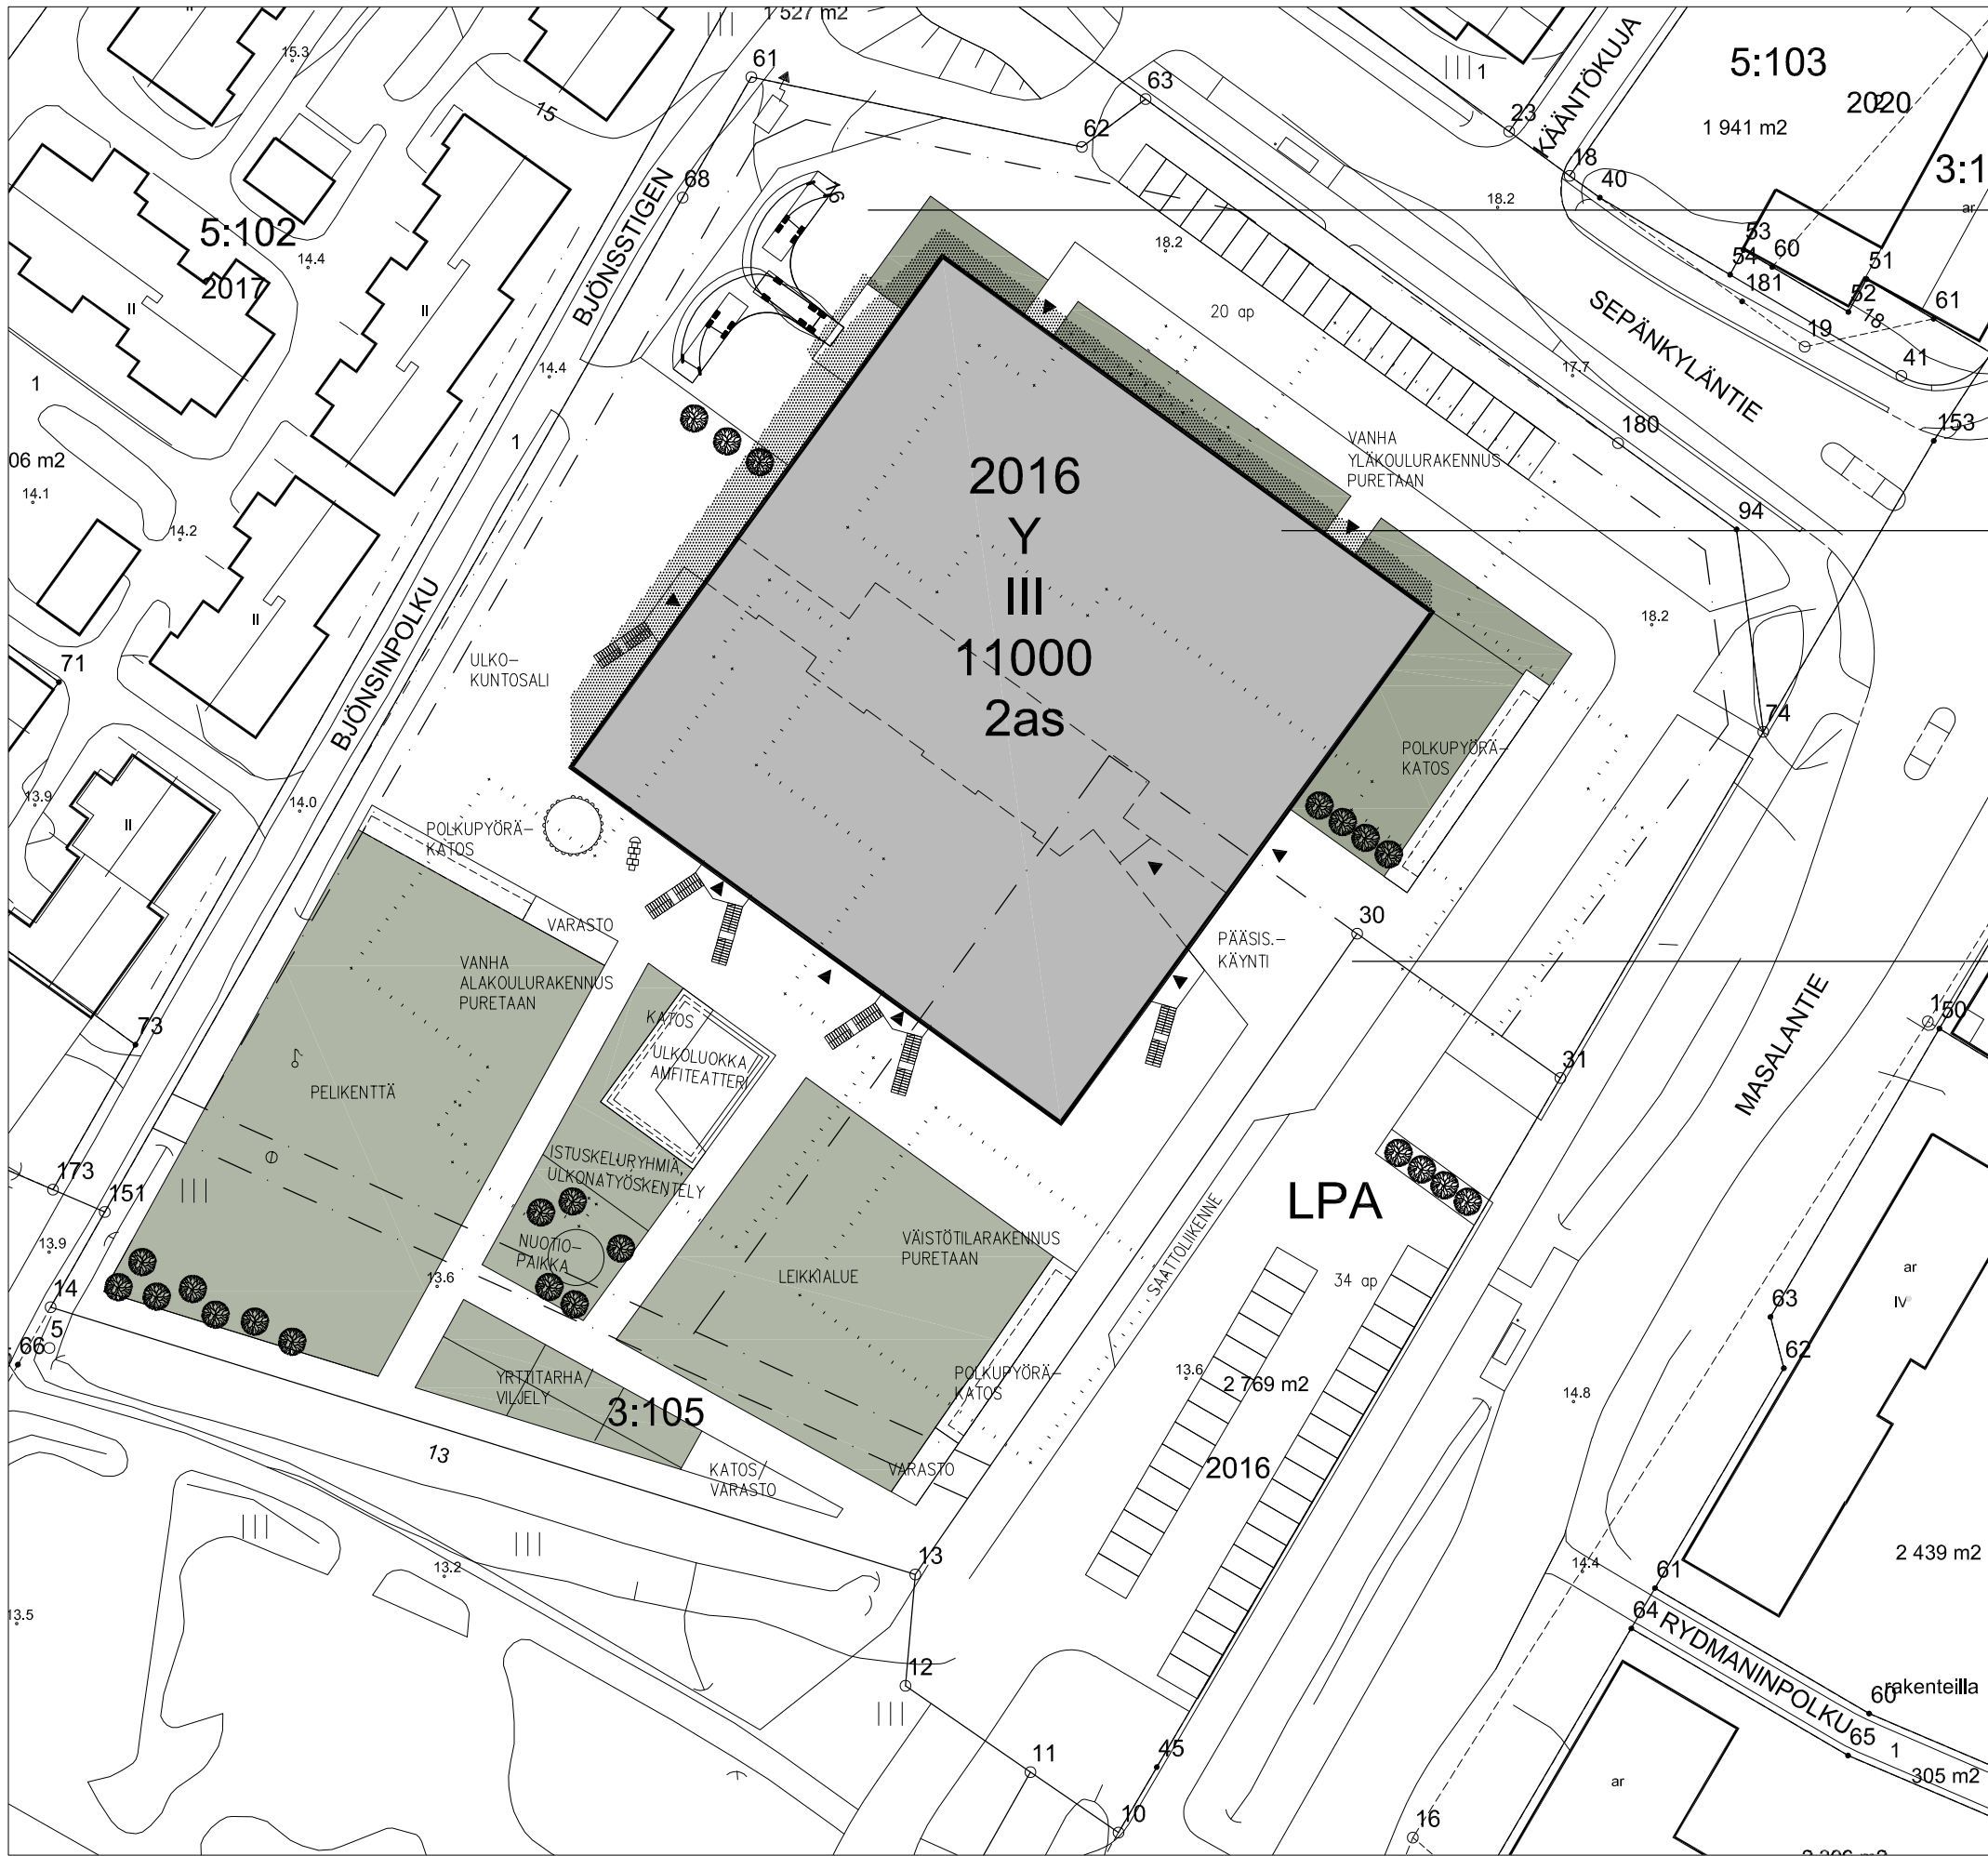 1 527 m2
15.3
15
61
63
62
68
16
BJÖNSSTIGEN
5:102
2017
14.4
II
II
14.4
1
1
06 m2
14.1
14.2
II
BJÖNSINPOLKU
71
13.9
II
14.0
73
173
151
13.9
14
5
66
1
23
KÄÄNTÖKUJA
18
40
5:103
2020
2
1 941 m2
3:1
ar
18.2
18.2
53
54
60
181
51
52
18
61
19
41
SEPÄNKYLÄNTIE
17.7
153
180
94
20 ap
VANHA
YLÄKOULURAKENNUS
PURETAAN
18.2
74
2016
Y
III
11000
2as
ULKO-
KUNTOSALI
POLKUPYÖRÄ-
KATOS
POLKUPYÖRÄ-
KATOS
VARASTO
VANHA
ALAKOULURAKENNUS
PURETAAN
PELIKENTTÄ
KATOS
ULKOLUOKKA
AMFITEATTERI
ISTUSKELURYHMIÄ,
ULKONATYÖSKENTELY
NUOTIO-
PAIKKA
LEIKKIALUE
VÄISTÖTILARAKENNUS
PURETAAN
PÄÄSIS.-
KÄYNTI
30
31
MASALANTIE
150
SAATTOLIIKENNE
LPA
34 ap
13.6
13.6
2 769 m2
2016
POLKUPYÖRÄ-
KATOS
VARASTO
YRTTITARHA/
VILJELY
3:105
KATOS/
VARASTO
13
13
13.2
13.5
12
11
45
10
16
14.8
14.4
63
62
ar
IV
2 439 m2
61
64
RYDMANINPOLKU
60
rakenteilla
65
1
305 m2
ar